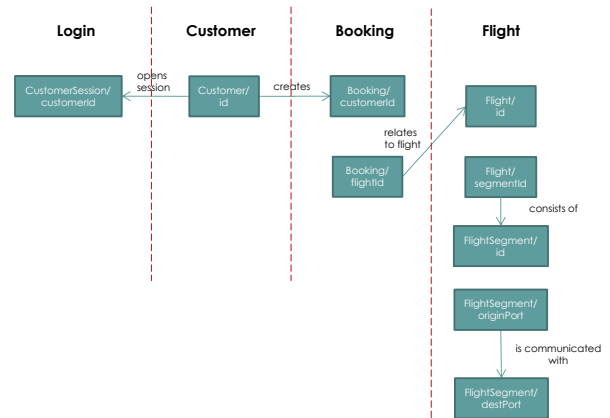 Login
Customer
Booking
Flight
CustomerSession/
customerId
opens
session
Customer/
id
creates
Booking/
customerId
Flight/
id
relates
to flight
Booking/
flightId
Flight/
segmentId
consists of
FlightSegment/
id
FlightSegment/
originPort
is communicated
with
FlightSegment/
destPort